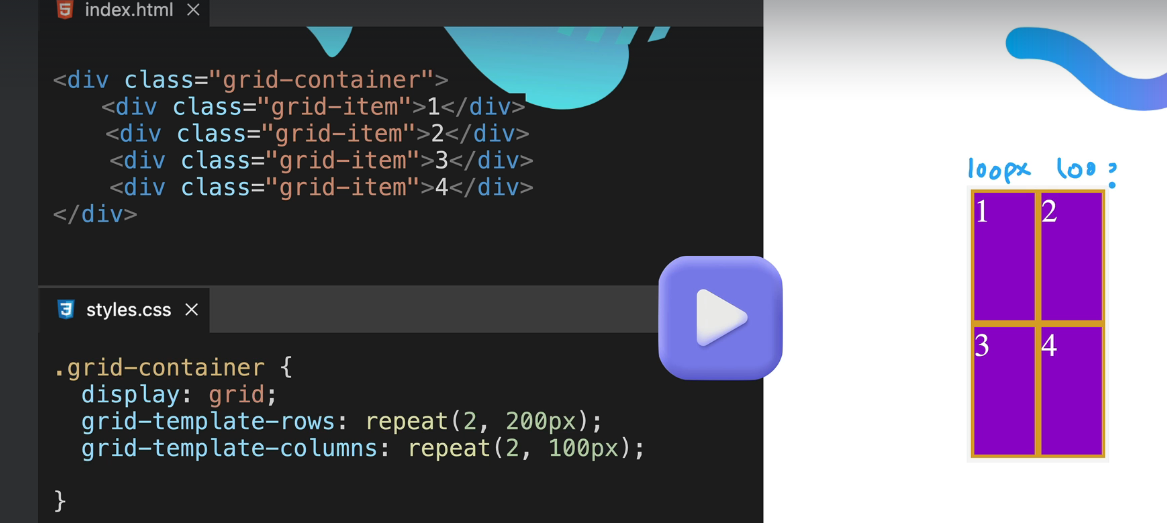 index.html ×
<div class="grid-container">
<div class="grid-item">1</div>
<div class="grid-item">2</div>
<div class="grid-item">3</div>
<div class="grid-item">4</div>
</div>
styles.css ×
.grid-container {
display: grid;
grid-template-rows: repeat(2, 200px);
grid-template-columns: repeat(2, 100px);
}
100px 100
1 2
3 4